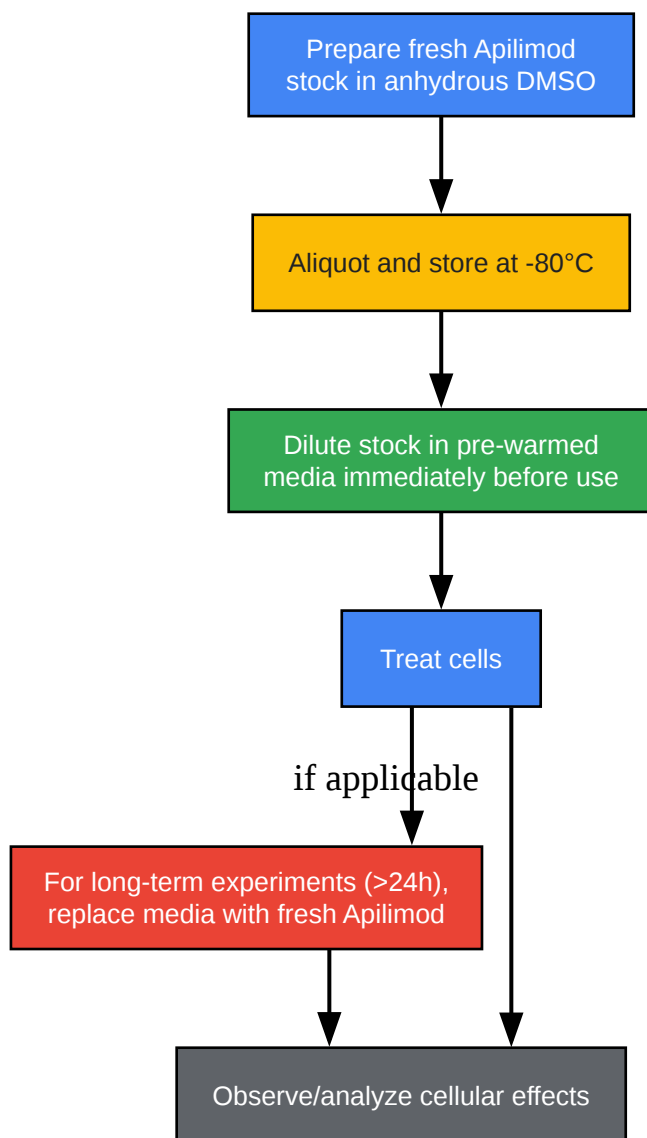 Prepare fresh Apilimod
stock in anhydrous DMSO
Aliquot and store at -80°C
Dilute stock in pre-warmed
media immediately before use
Treat cells
if applicable
For long-term experiments (>24h),
replace media with fresh Apilimod
Observe/analyze cellular effects